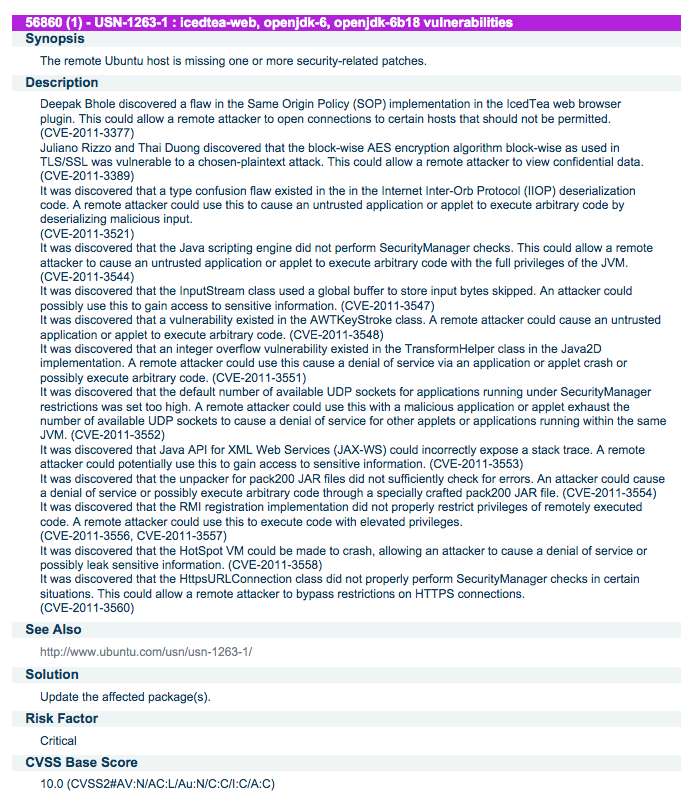 56860 (1) - USN-1263-1 : icedtea-web, openjdk-6, openjdk-6b18 vulnerabilities
Synopsis
The remote Ubuntu host is missing one or more security-related patches.
Description
Deepak Bhole discovered a flaw in the Same Origin Policy (SOP) implementation in the IcedTea web browser
plugin. This could allow a remote attacker to open connections to certain hosts that should not be permitted.
(CVE-2011-3377)
Juliano Rizzo and Thai Duong discovered that the block-wise AES encryption algorithm block-wise as used in
TLS/SSL was vulnerable to a chosen-plaintext attack. This could allow a remote attacker to view confidential data.
(CVE-2011-3389)
It was discovered that a type confusion flaw existed in the in the Internet Inter-Orb Protocol (IIOP) deserialization
code. A remote attacker could use this to cause an untrusted application or applet to execute arbitrary code by
deserializing malicious input.
(CVE-2011-3521)
It was discovered that the Java scripting engine did not perform SecurityManager checks. This could allow a remote
attacker to cause an untrusted application or applet to execute arbitrary code with the full privileges of the JVM.
(CVE-2011-3544)
It was discovered that the InputStream class used a global buffer to store input bytes skipped. An attacker could
possibly use this to gain access to sensitive information. (CVE-2011-3547)
It was discovered that a vulnerability existed in the AWTKeyStroke class. A remote attacker could cause an untrusted
application or applet to execute arbitrary code. (CVE-2011-3548)
It was discovered that an integer overflow vulnerability existed in the TransformHelper class in the Java2D
implementation. A remote attacker could use this cause a denial of service via an application or applet crash or
possibly execute arbitrary code. (CVE-2011-3551)
It was discovered that the default number of available UDP sockets for applications running under SecurityManager
restrictions was set too high. A remote attacker could use this with a malicious application or applet exhaust the
number of available UDP sockets to cause a denial of service for other applets or applications running within the same
JVM. (CVE-2011-3552)
It was discovered that Java API for XML Web Services (JAX-WS) could incorrectly expose a stack trace. A remote
attacker could potentially use this to gain access to sensitive information. (CVE-2011-3553)
It was discovered that the unpacker for pack200 JAR files did not sufficiently check for errors. An attacker could cause
a denial of service or possibly execute arbitrary code through a specially crafted pack200 JAR file. (CVE-2011-3554)
It was discovered that the RMI registration implementation did not properly restrict privileges of remotely executed
code. A remote attacker could use this to execute code with elevated privileges.
(CVE-2011-3556, CVE-2011-3557)
It was discovered that the HotSpot VM could be made to crash, allowing an attacker to cause a denial of service or
possibly leak sensitive information. (CVE-2011-3558)
It was discovered that the HttpsURLConnection class did not properly perform SecurityManager checks in certain
situations. This could allow a remote attacker to bypass restrictions on HTTPS connections.
(CVE-2011-3560)
See Also
http://www.ubuntu.com/usn/usn-1263-1/
Solution
Update the affected package(s).
Risk Factor
Critical
CVSS Base Score
10.0 (CVSS2#AV:N/AC:L/Au:N/C:C/I:C/A:C)